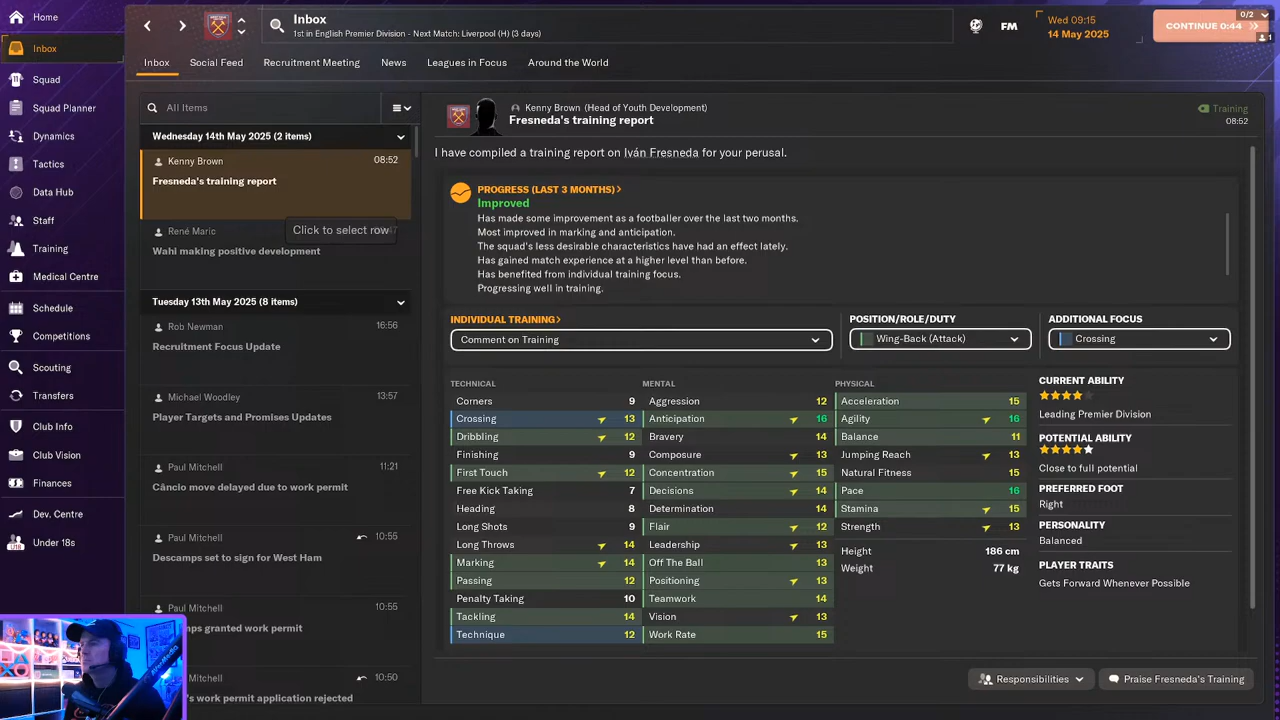 Home
Inbox
Squad
Squad Planner
Dynamics
Tactics
Data Hub
Staff
Training
Medical Centre
Schedule
Competitions
Scouting
Transfers
Club Info
Club Vision
Finances
Dev. Centre
U18
Under 18s
Inbox
1st in English Premier Division - Next Match: Liverpool (H) (3 days)
FM
Wed 09:15
14 May 2025
CONTINUE 0:44
0/2
1
Inbox
Social Feed
Recruitment Meeting
News
Leagues in Focus
Around the World
All Items
Wednesday 14th May 2025 (2 items)
Kenny Brown
08:52
Fresneda's training report
Click to select row
René Maric
Wahl making positive development
Tuesday 13th May 2025 (8 items)
Rob Newman
16:56
Recruitment Focus Update
Michael Woodley
13:57
Player Targets and Promises Updates
Paul Mitchell
11:21
Câncio move delayed due to work permit
Paul Mitchell
10:55
Descamps set to sign for West Ham
Paul Mitchell
10:55
mps granted work permit
Mitchell
10:50
's work permit application rejected
Kenny Brown (Head of Youth Development)
Fresneda's training report
Training
08:52
I have compiled a training report on Iván Fresneda for your perusal.
PROGRESS (LAST 3 MONTHS)
Improved
Has made some improvement as a footballer over the last two months.
Most improved in marking and anticipation.
The squad's less desirable characteristics have had an effect lately.
Has gained match experience at a higher level than before.
Has benefited from individual training focus.
Progressing well in training.
INDIVIDUAL TRAINING
Comment on Training
POSITION/ROLE/DUTY
Wing-Back (Attack)
ADDITIONAL FOCUS
Crossing
TECHNICAL
Corners 9
Crossing 13
Dribbling 12
Finishing 9
First Touch 12
Free Kick Taking 7
Heading 8
Long Shots 9
Long Throws 14
Marking 14
Passing 12
Penalty Taking 10
Tackling 14
Technique 12
MENTAL
Aggression 12
Anticipation 16
Bravery 14
Composure 13
Concentration 15
Decisions 14
Determination 14
Flair 12
Leadership 13
Off The Ball 13
Positioning 13
Teamwork 14
Vision 13
Work Rate 15
PHYSICAL
Acceleration 15
Agility 16
Balance 11
Jumping Reach 13
Natural Fitness 15
Pace 16
Stamina 15
Strength 13
Height 186 cm
Weight 77 kg
CURRENT ABILITY
Leading Premier Division
POTENTIAL ABILITY
Close to full potential
PREFERRED FOOT
Right
PERSONALITY
Balanced
PLAYER TRAITS
Gets Forward Whenever Possible
Responsibilities
Praise Fresneda's Training